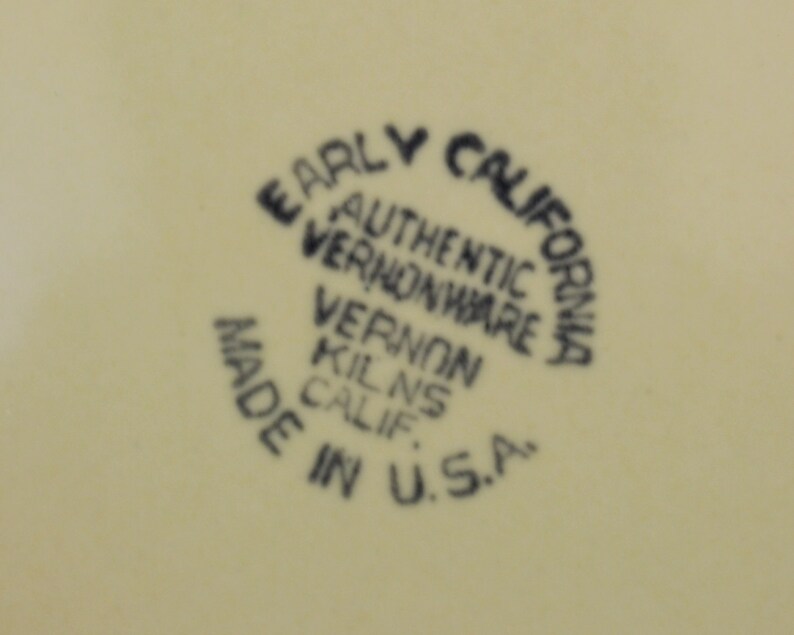 EARLY CALIFORNIA
AUTHENTIC
VERNONWARE
VERNON
KILNS
CALIF.
MADE IN U.S.A.